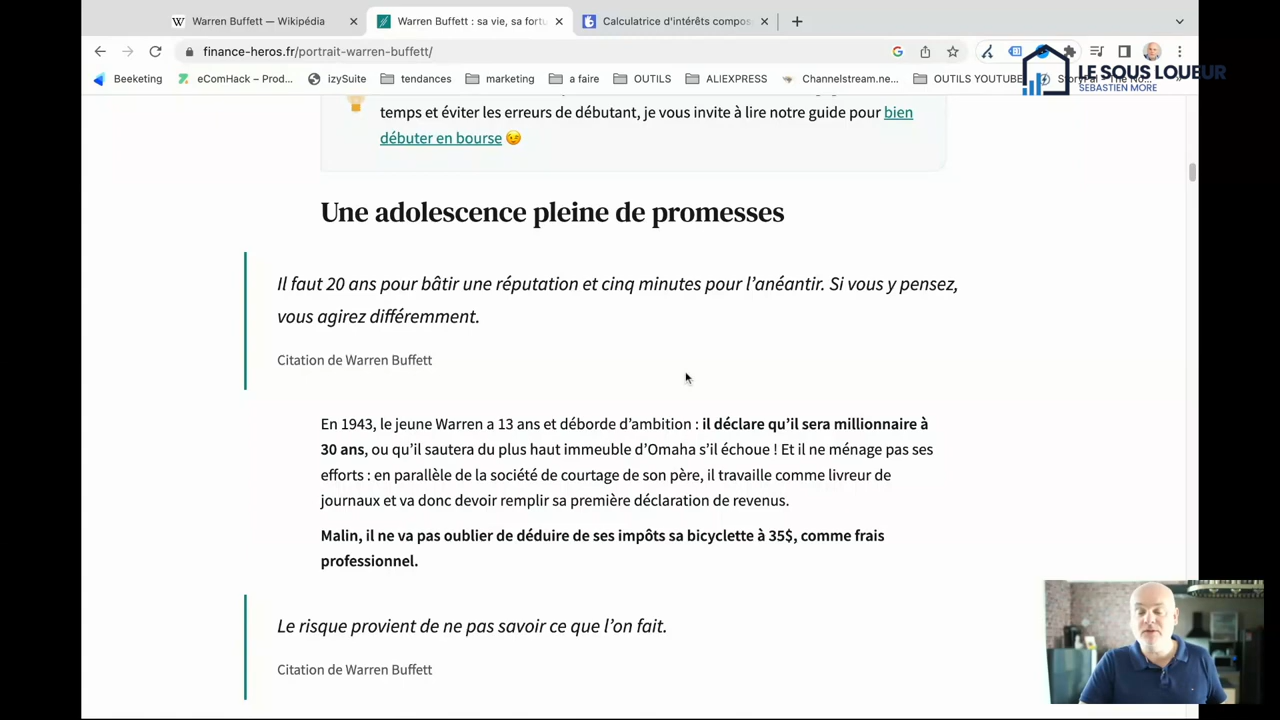 Warren Buffett — Wikipédia
Warren Buffett : sa vie, sa fortu
Calculatrice d'intérêts compos
finance-heros.fr/portrait-warren-buffett/
Beeketing
eComHack – Prod...
izySuite
tendances
marketing
a faire
OUTILS
ALIEXPRESS
Channelstream.ne...
OUTILS YOUTUBE
LE SOUS LOUEUR
SEBASTIEN MORE
temps et éviter les erreurs de débutant, je vous invite à lire notre guide pour bien
débuter en bourse 😉
Une adolescence pleine de promesses
Il faut 20 ans pour bâtir une réputation et cinq minutes pour l’anéantir. Si vous y pensez,
vous agirez différemment.
Citation de Warren Buffett
En 1943, le jeune Warren a 13 ans et déborde d’ambition : il déclare qu’il sera millionnaire à
30 ans, ou qu’il sautera du plus haut immeuble d’Omaha s’il échoue ! Et il ne ménage pas ses
efforts : en parallèle de la société de courtage de son père, il travaille comme livreur de
journaux et va donc devoir remplir sa première déclaration de revenus.
Malin, il ne va pas oublier de déduire de ses impôts sa bicyclette à 35$, comme frais
professionnel.
Le risque provient de ne pas savoir ce que l’on fait.
Citation de Warren Buffett